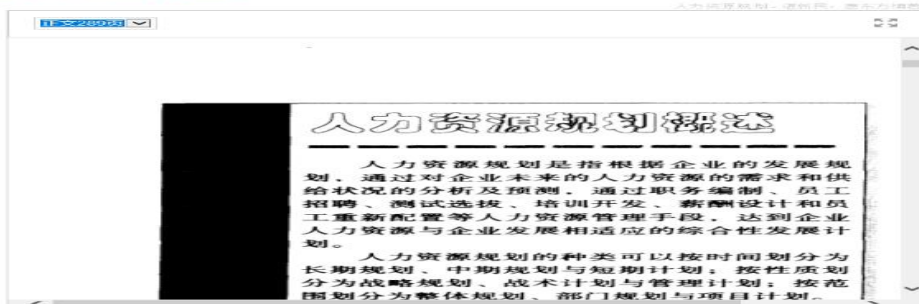 正文289页
人力资源规划概述
人力资源规划是指根据企业的发展规
划，通过对企业未来的人力资源的需求和供
给状况的分析及预测，通过职务编制、员工
招聘、测试选拔、培训开发、薪酬设计和员
工重新配置等人力资源管理手段，达到企业
人力资源与企业发展相适应的综合性发展计
划。
人力资源规划的种类可以按时间划分为
长期规划、中期规划与短期计划；按性质划
分为战略规划、战术计划与管理计划；按范
围划分为整体规划、部门规划与项目计划。